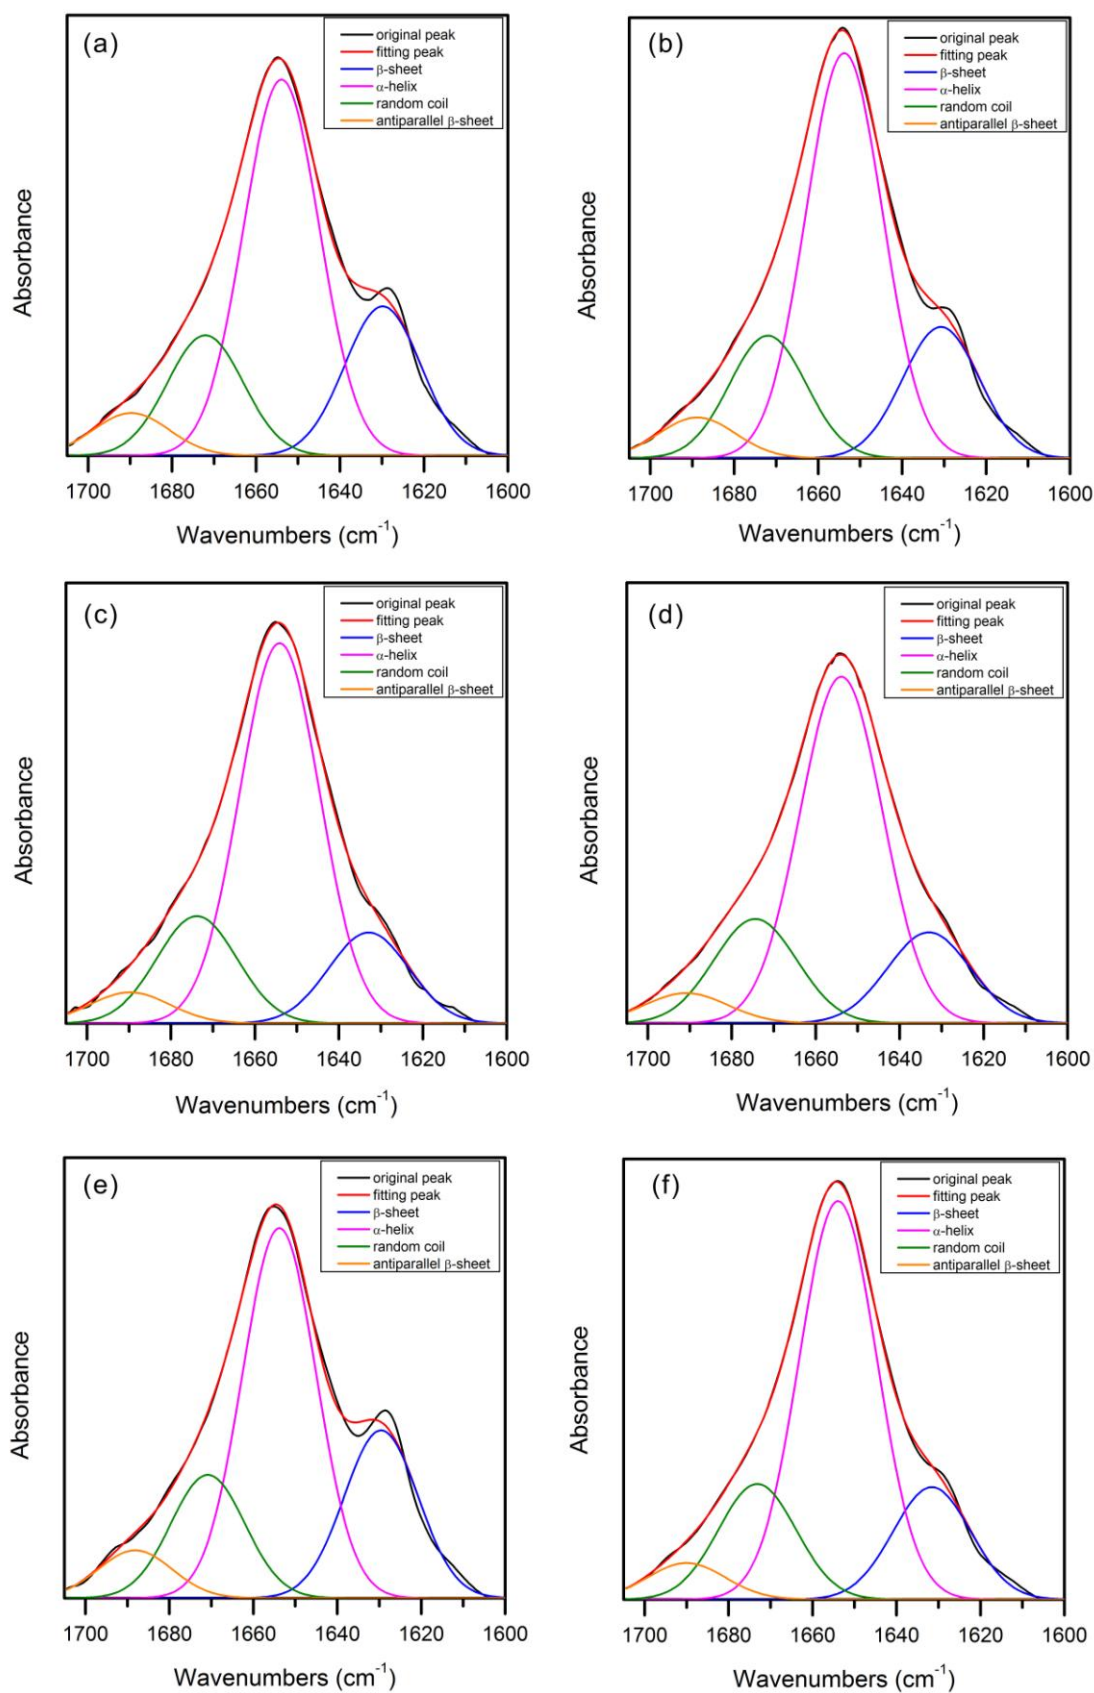 (a)
original peak
fitting peak
β-sheet
α-helix
random coil
antiparallel β-sheet
Absorbance
1700 1680 1660 1640 1620 1600
Wavenumbers (cm⁻¹)
(b)
original peak
fitting peak
β-sheet
α-helix
random coil
antiparallel β-sheet
Absorbance
1700 1680 1660 1640 1620 1600
Wavenumbers (cm⁻¹)
(c)
original peak
fitting peak
β-sheet
α-helix
random coil
antiparallel β-sheet
Absorbance
1700 1680 1660 1640 1620 1600
Wavenumbers (cm⁻¹)
(d)
original peak
fitting peak
β-sheet
α-helix
random coil
antiparallel β-sheet
Absorbance
1700 1680 1660 1640 1620 1600
Wavenumbers (cm⁻¹)
(e)
original peak
fitting peak
β-sheet
α-helix
random coil
antiparallel β-sheet
Absorbance
1700 1680 1660 1640 1620 1600
Wavenumbers (cm⁻¹)
(f)
original peak
fitting peak
β-sheet
α-helix
random coil
antiparallel β-sheet
Absorbance
1700 1680 1660 1640 1620 1600
Wavenumbers (cm⁻¹)